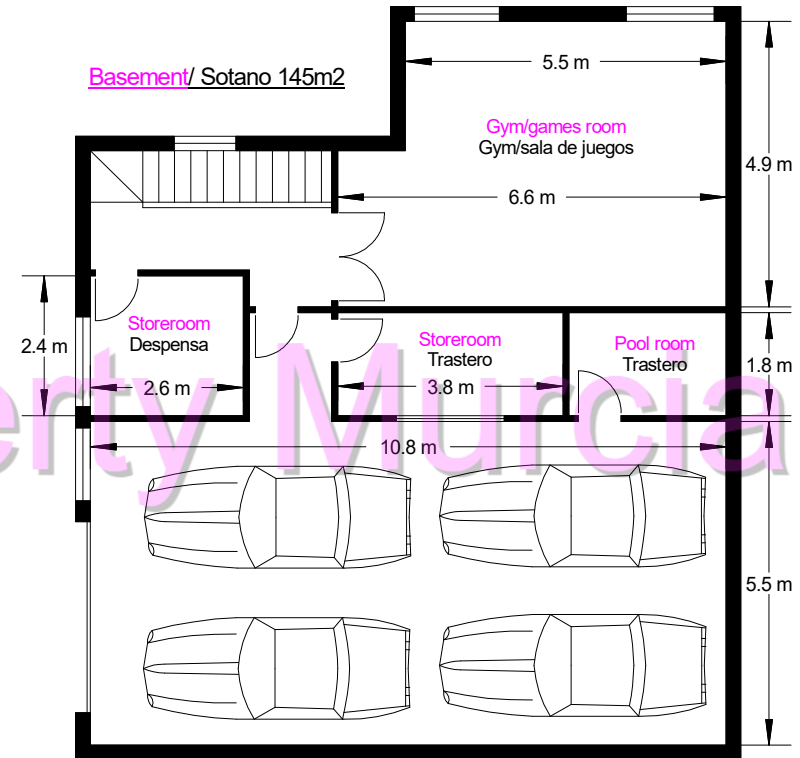 Basement/ Sotano 145m2
5.5 m
Gym/games room
Gym/sala de juegos
4.9 m
6.6 m
Storeroom
Despensa
2.4 m
2.6 m
Storeroom
Trastero
3.8 m
Pool room
Trastero
1.8 m
erty Murcia
10.8 m
5.5 m